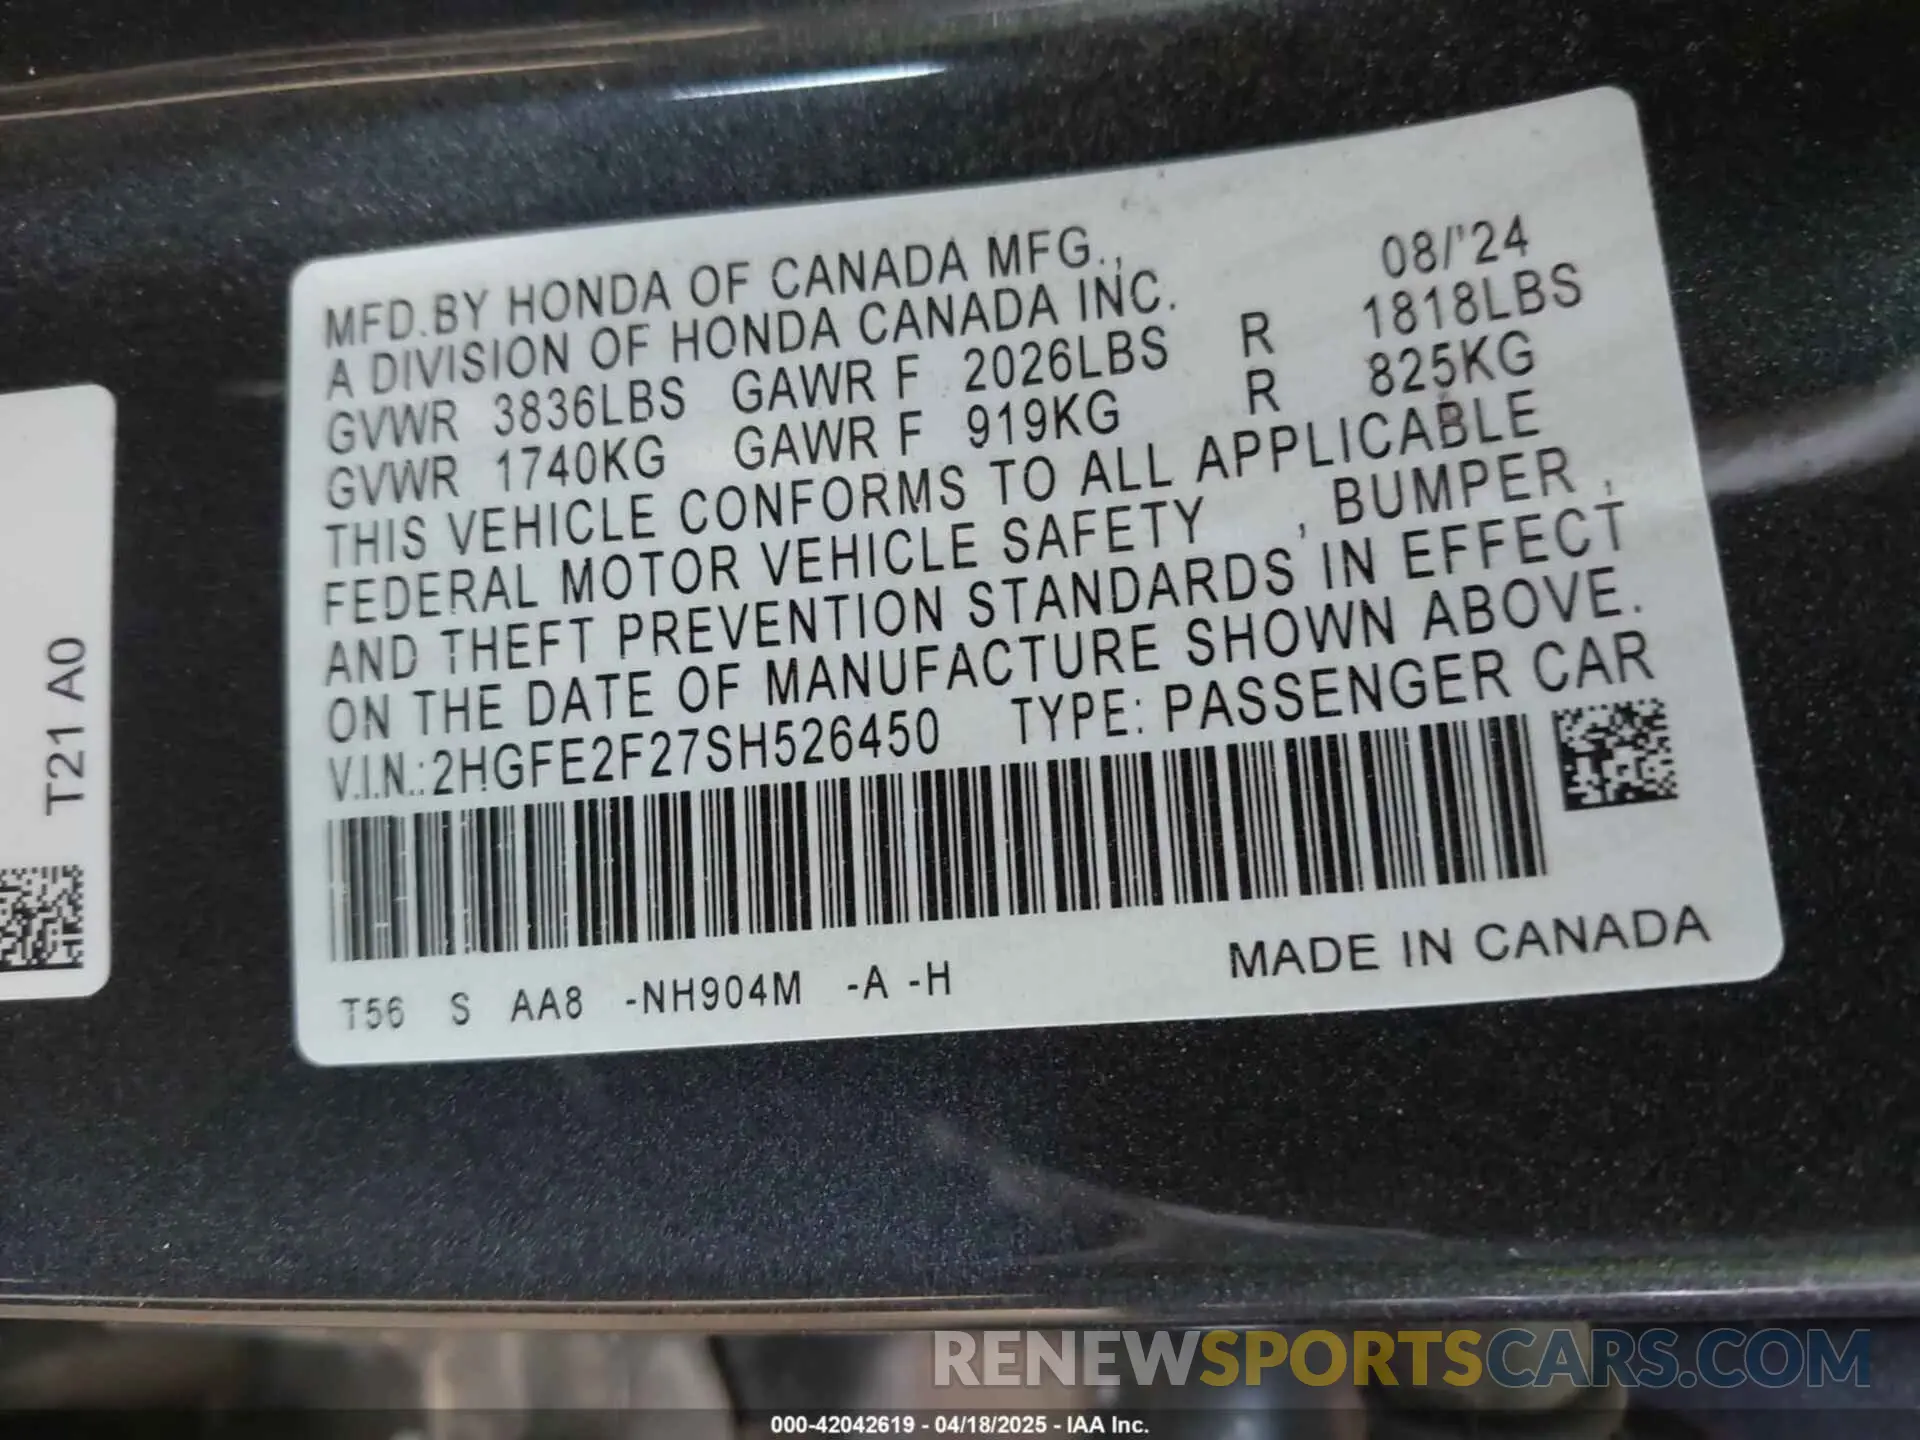 MFD.BY HONDA OF CANADA MFG., 08/'24
A DIVISION OF HONDA CANADA INC.
GVWR 3836LBS GAWR F 2026LBS R 1818LBS
GVWR 1740KG GAWR F 919KG R 825KG
THIS VEHICLE CONFORMS TO ALL APPLICABLE
FEDERAL MOTOR VEHICLE SAFETY , BUMPER ,
AND THEFT PREVENTION STANDARDS IN EFFECT
ON THE DATE OF MANUFACTURE SHOWN ABOVE.
V.I.N.:2HGFE2F27SH526450 TYPE: PASSENGER CAR
T56 S AA8 -NH904M -A -H MADE IN CANADA
T21 A0
RENEWSPORTSCARS.COM
000-42042619 - 04/18/2025 - IAA Inc.